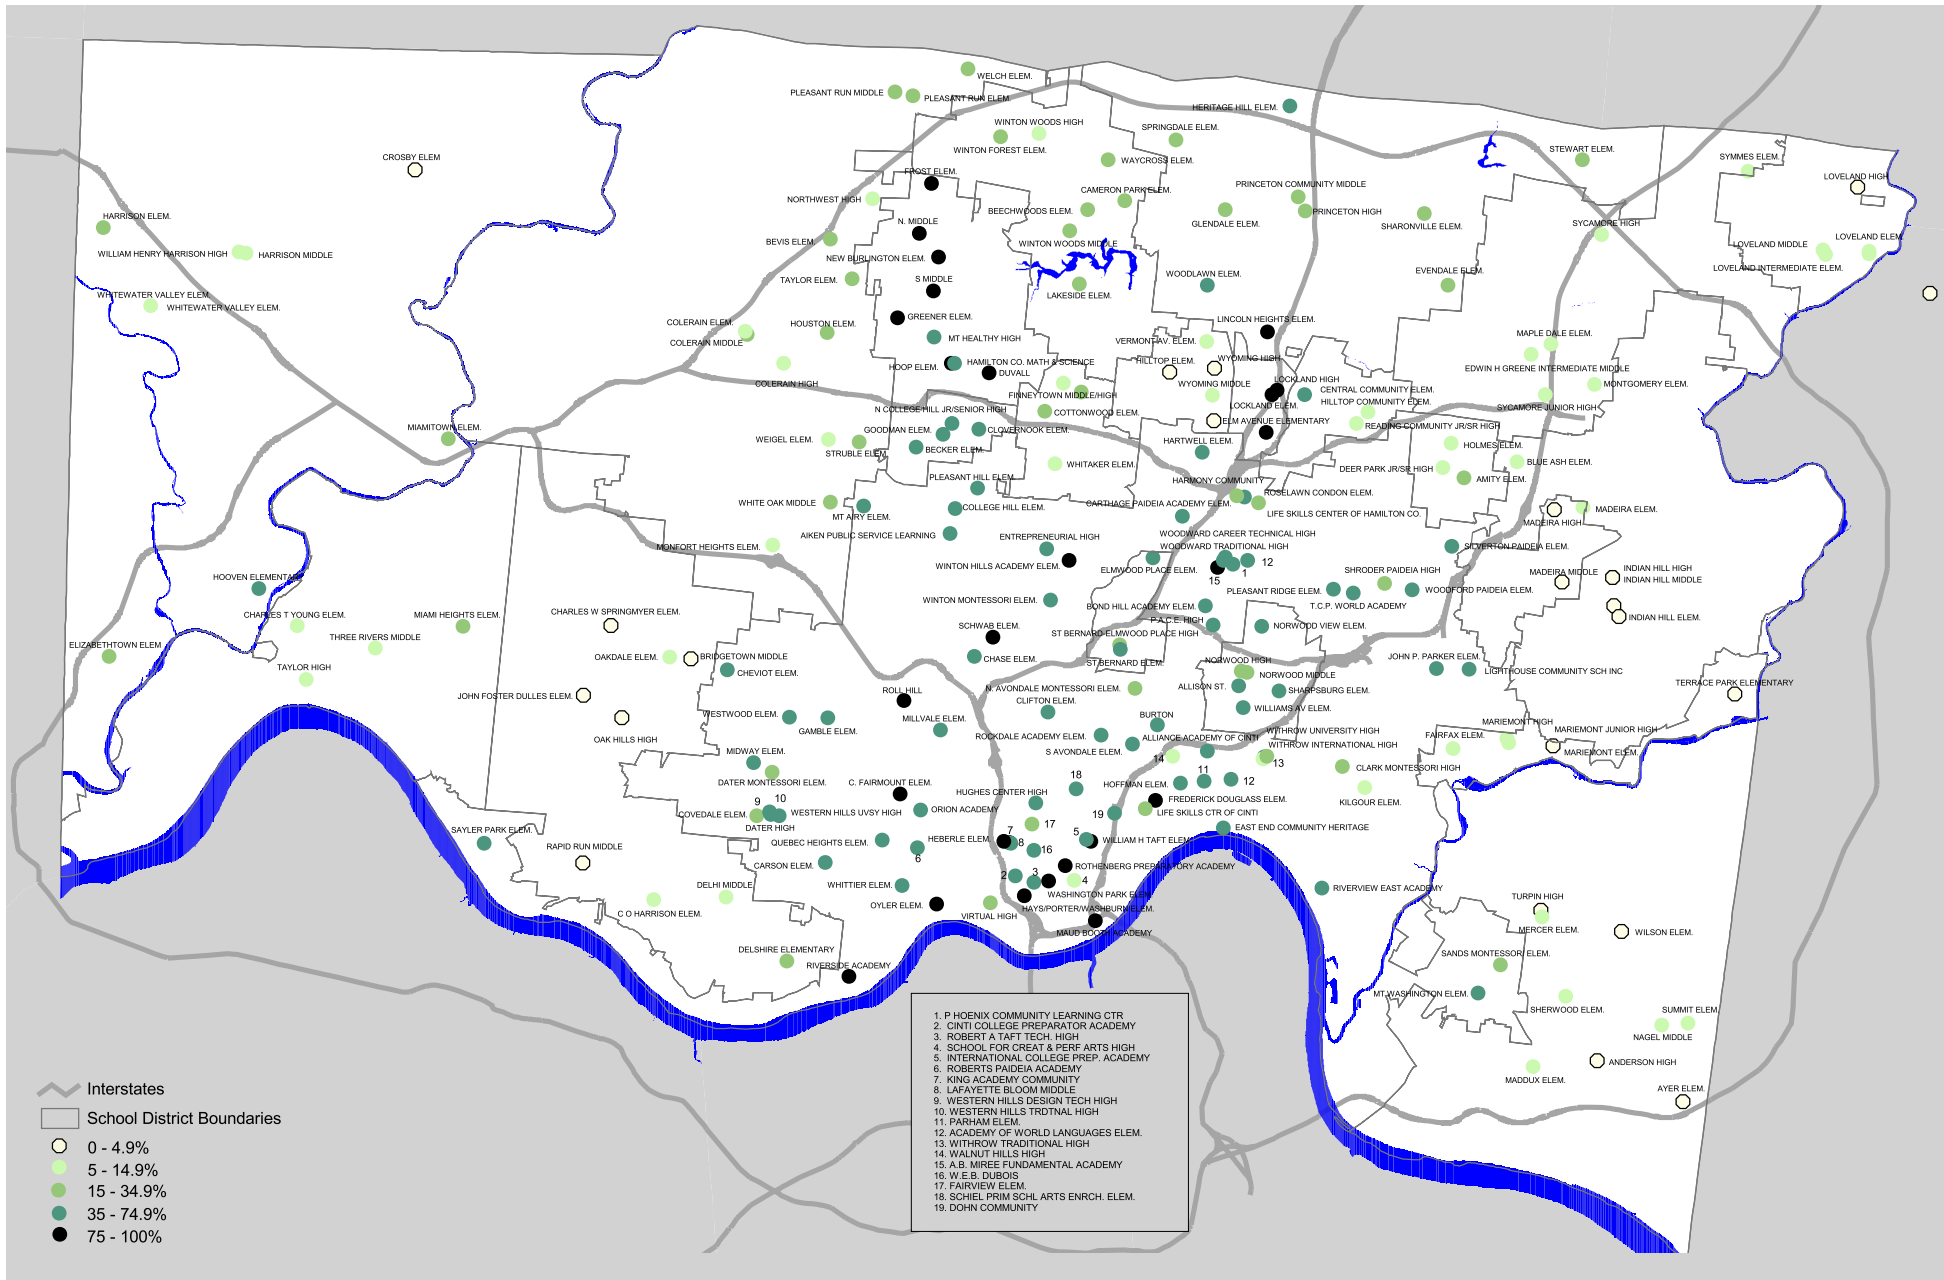 WELCH ELEM.
PLEASANT RUN MIDDLE
PLEASANT RUN ELEM.
HERITAGE HILL ELEM.
WINTON WOODS HIGH
SPRINGDALE ELEM.
WINTON FOREST ELEM.
STEWART ELEM.
CROSBY ELEM
WAYCROSS ELEM.
SYMMES ELEM.
FROST ELEM.
LOVELAND HIGH
PRINCETON COMMUNITY MIDDLE
CAMERON PARK ELEM.
NORTHWEST HIGH
BEECHWOODS ELEM.
PRINCETON HIGH
HARRISON ELEM.
N. MIDDLE
GLENDALE ELEM.
SHARONVILLE ELEM.
SYCAMORE HIGH
BEVIS ELEM.
WINTON WOODS MIDDLE
LOVELAND MIDDLE
LOVELAND ELEM.
WILLIAM HENRY HARRISON HIGH
HARRISON MIDDLE
NEW BURLINGTON ELEM.
LOVELAND INTERMEDIATE ELEM.
TAYLOR ELEM.
S MIDDLE
WOODLAWN ELEM.
EVENDALE ELEM.
WHITEWATER VALLEY ELEM.
LAKESIDE ELEM.
WHITEWATER VALLEY ELEM.
COLERAIN ELEM.
HOUSTON ELEM.
GREENER ELEM.
LINCOLN HEIGHTS ELEM.
COLERAIN MIDDLE
MT HEALTHY HIGH
VERMONT AV. ELEM.
MAPLE DALE ELEM.
HOOP ELEM.
HAMILTON CO. MATH & SCIENCE
HILLTOP ELEM.
WYOMING HIGH
DUVALL
EDWIN H GREENE INTERMEDIATE MIDDLE
COLERAIN HIGH
WYOMING MIDDLE
LOCKLAND HIGH
MONTGOMERY ELEM.
FINNEYTOWN MIDDLE/HIGH
CENTRAL COMMUNITY ELEM.
HILLTOP COMMUNITY ELEM.
N COLLEGE HILL JR/SENIOR HIGH
COTTONWOOD ELEM.
LOCKLAND ELEM.
SYCAMORE JUNIOR HIGH
MIAMITOWN ELEM.
GOODMAN ELEM.
CLOVERNOOK ELEM.
ELM AVENUE ELEMENTARY
READING COMMUNITY JR/SR HIGH
WEIGEL ELEM.
STRUBLE ELEM.
BECKER ELEM.
HARTWELL ELEM.
HOLMES ELEM.
WHITAKER ELEM.
DEER PARK JR/SR HIGH
BLUE ASH ELEM.
PLEASANT HILL ELEM.
HARMONY COMMUNITY
AMITY ELEM.
WHITE OAK MIDDLE
CARTHAGE PAIDEIA ACADEMY ELEM.
ROSELAWN CONDON ELEM.
MT AIRY ELEM.
COLLEGE HILL ELEM.
LIFE SKILLS CENTER OF HAMILTON CO.
MADEIRA ELEM.
MADEIRA HIGH
AIKEN PUBLIC SERVICE LEARNING
ENTREPRENEURIAL HIGH
WOODWARD CAREER TECHNICAL HIGH
MONFORT HEIGHTS ELEM.
WOODWARD TRADITIONAL HIGH
SILVERTON PAIDEIA ELEM.
WINTON HILLS ACADEMY ELEM.
ELMWOOD PLACE ELEM.
1
12
15
SHRODER PAIDEIA HIGH
MADEIRA MIDDLE
INDIAN HILL HIGH
INDIAN HILL MIDDLE
HOOVEN ELEMENTARY
PLEASANT RIDGE ELEM.
WOODFORD PAIDEIA ELEM.
WINTON MONTESSORI ELEM.
BOND HILL ACADEMY ELEM.
T.C.P. WORLD ACADEMY
CHARLES T YOUNG ELEM.
MIAMI HEIGHTS ELEM.
CHARLES W SPRINGMYER ELEM.
P.A.C.E. HIGH
INDIAN HILL ELEM.
SCHWAB ELEM.
ST BERNARD-ELMWOOD PLACE HIGH
NORWOOD VIEW ELEM.
THREE RIVERS MIDDLE
ELIZABETHTOWN ELEM
OAKDALE ELEM.
BRIDGETOWN MIDDLE
CHASE ELEM.
ST BERNARD ELEM.
NORWOOD HIGH
JOHN P. PARKER ELEM.
TAYLOR HIGH
CHEVIOT ELEM.
NORWOOD MIDDLE
LIGHTHOUSE COMMUNITY SCH INC
TERRACE PARK ELEMENTARY
JOHN FOSTER DULLES ELEM.
ROLL HILL
N. AVONDALE MONTESSORI ELEM.
ALLISON ST.
SHARPSBURG ELEM.
CLIFTON ELEM.
WESTWOOD ELEM.
MILLVALE ELEM.
BURTON
WILLIAMS AV ELEM.
OAK HILLS HIGH
GAMBLE ELEM.
ROCKDALE ACADEMY ELEM.
ALLIANCE ACADEMY OF CINTI
WITHROW UNIVERSITY HIGH
MARIEMONT HIGH
MARIEMONT JUNIOR HIGH
FAIRFAX ELEM.
MIDWAY ELEM.
S AVONDALE ELEM.
WITHROW INTERNATIONAL HIGH
MARIEMONT ELEM.
14
13
CLARK MONTESSORI HIGH
DATER MONTESSORI ELEM.
C. FAIRMOUNT ELEM.
18
HOFFMAN ELEM.
11
12
HUGHES CENTER HIGH
FREDERICK DOUGLASS ELEM.
KILGOUR ELEM.
9
10
COVEDALE ELEM.
WESTERN HILLS UVSY HIGH
ORION ACADEMY
19
LIFE SKILLS CTR OF CINTI
DATER HIGH
17
EAST END COMMUNITY HERITAGE
SAYLER PARK ELEM.
QUEBEC HEIGHTS ELEM.
HEBERLE ELEM.
7
8
5
WILLIAM H TAFT ELEM.
RAPID RUN MIDDLE
6
16
CARSON ELEM.
ROTHENBERG PREPARATORY ACADEMY
WHITTIER ELEM.
2
3
4
DELHI MIDDLE
RIVERVIEW EAST ACADEMY
WASHINGTON PARK ELEM.
C O HARRISON ELEM.
OYLER ELEM.
VIRTUAL HIGH
HAYS/PORTER/WASHBURN ELEM.
TURPIN HIGH
MAUD BOOTH ACADEMY
MERCER ELEM.
WILSON ELEM.
DELSHIRE ELEMENTARY
SANDS MONTESSORI ELEM.
RIVERSIDE ACADEMY
MT WASHINGTON ELEM.
SHERWOOD ELEM.
SUMMIT ELEM.
NAGEL MIDDLE
ANDERSON HIGH
MADDUX ELEM.
AYER ELEM.
1. P HOENIX COMMUNITY LEARNING CTR
2. CINTI COLLEGE PREPARATOR ACADEMY
3. ROBERT A TAFT TECH. HIGH
4. SCHOOL FOR CREAT & PERF ARTS HIGH
5. INTERNATIONAL COLLEGE PREP. ACADEMY
6. ROBERTS PAIDEIA ACADEMY
7. KING ACADEMY COMMUNITY
8. LAFAYETTE BLOOM MIDDLE
9. WESTERN HILLS DESIGN TECH HIGH
10. WESTERN HILLS TRDTNAL HIGH
11. PARHAM ELEM.
12. ACADEMY OF WORLD LANGUAGES ELEM.
13. WITHROW TRADITIONAL HIGH
14. WALNUT HILLS HIGH
15. A.B. MIREE FUNDAMENTAL ACADEMY
16. W.E.B. DUBOIS
17. FAIRVIEW ELEM.
18. SCHIEL PRIM SCHL ARTS ENRCH. ELEM.
19. DOHN COMMUNITY
Interstates
School District Boundaries
0 - 4.9%
5 - 14.9%
15 - 34.9%
35 - 74.9%
75 - 100%